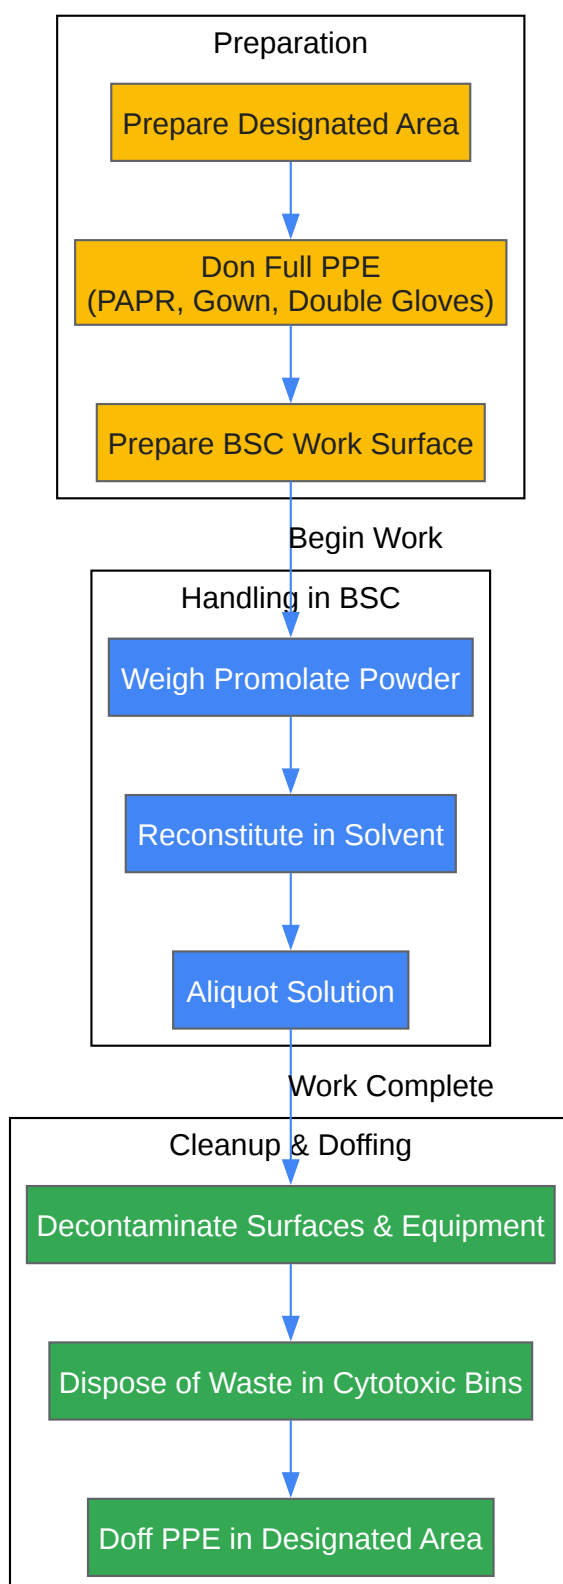 Preparation
Prepare Designated Area
Don Full PPE
(PAPR, Gown, Double Gloves)
Prepare BSC Work Surface
Begin Work
Handling in BSC
Weigh Promolate Powder
Reconstitute in Solvent
Aliquot Solution
Work Complete
Cleanup & Doffing
Decontaminate Surfaces & Equipment
Dispose of Waste in Cytotoxic Bins
Doff PPE in Designated Area